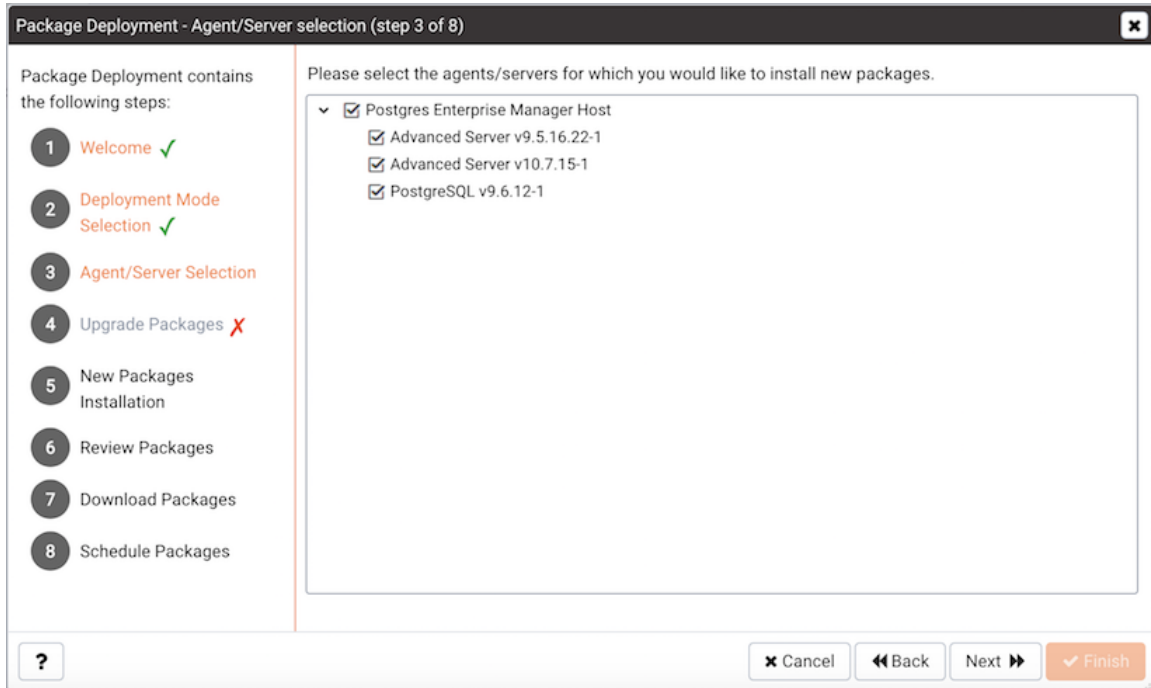 Package Deployment - Agent/Server selection (step 3 of 8)
Package Deployment contains
the following steps:
1 Welcome
2 Deployment Mode
Selection
3 Agent/Server Selection
4 Upgrade Packages
5 New Packages
Installation
6 Review Packages
7 Download Packages
8 Schedule Packages
Please select the agents/servers for which you would like to install new packages.
Postgres Enterprise Manager Host
Advanced Server v9.5.16.22-1
Advanced Server v10.7.15-1
PostgreSQL v9.6.12-1
? Cancel Back Next Finish